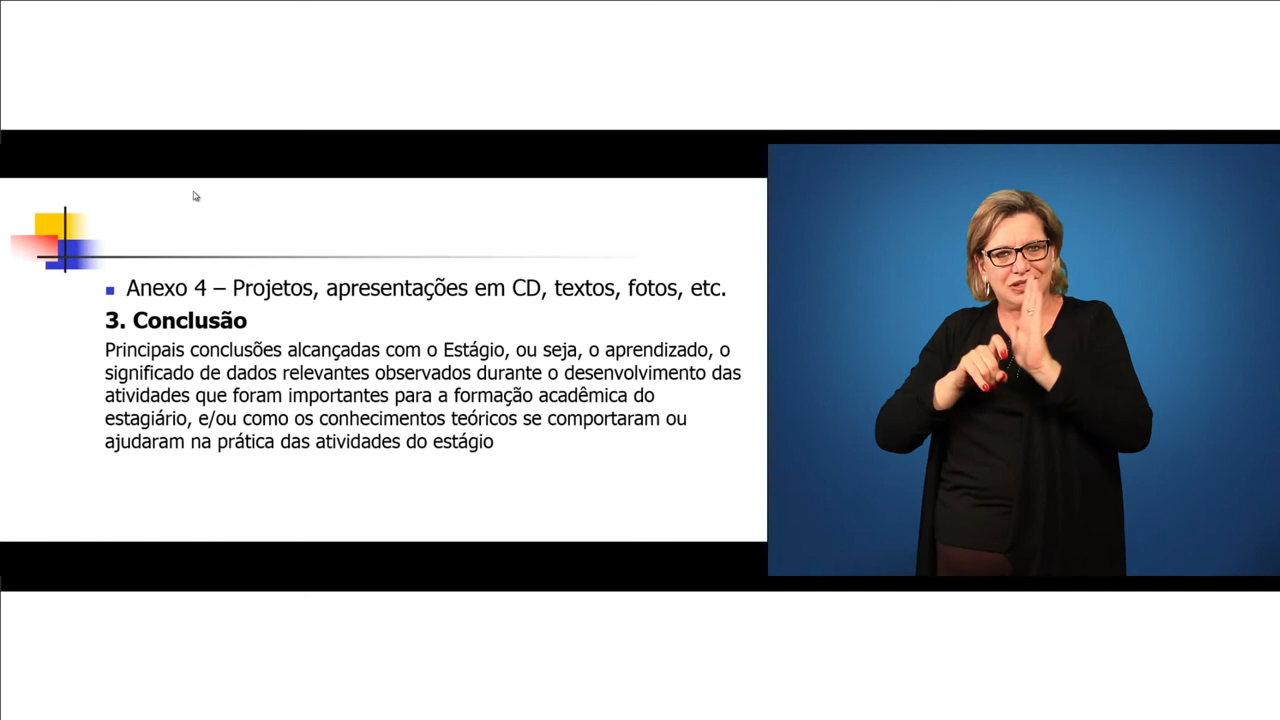 Anexo 4 – Projetos, apresentações em CD, textos, fotos, etc.
3. Conclusão
Principais conclusões alcançadas com o Estágio, ou seja, o aprendizado, o
significado de dados relevantes observados durante o desenvolvimento das
atividades que foram importantes para a formação acadêmica do
estagiário, e/ou como os conhecimentos teóricos se comportaram ou
ajudaram na prática das atividades do estágio